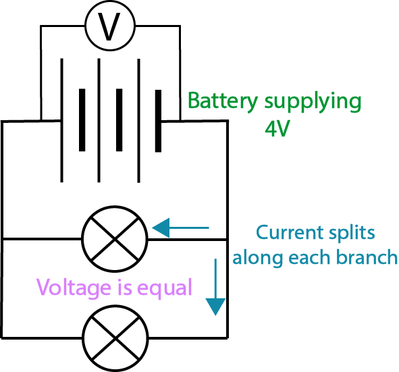 V
Battery supplying
4V
Current splits
along each branch
Voltage is equal